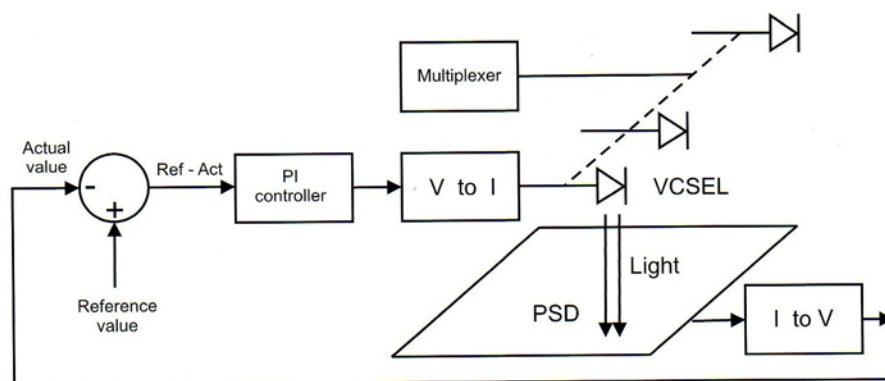 Multiplexer
Actual
value
-
Ref - Act
PI
controller
V to I
VCSEL
+
Reference
value
Light
PSD
I to V